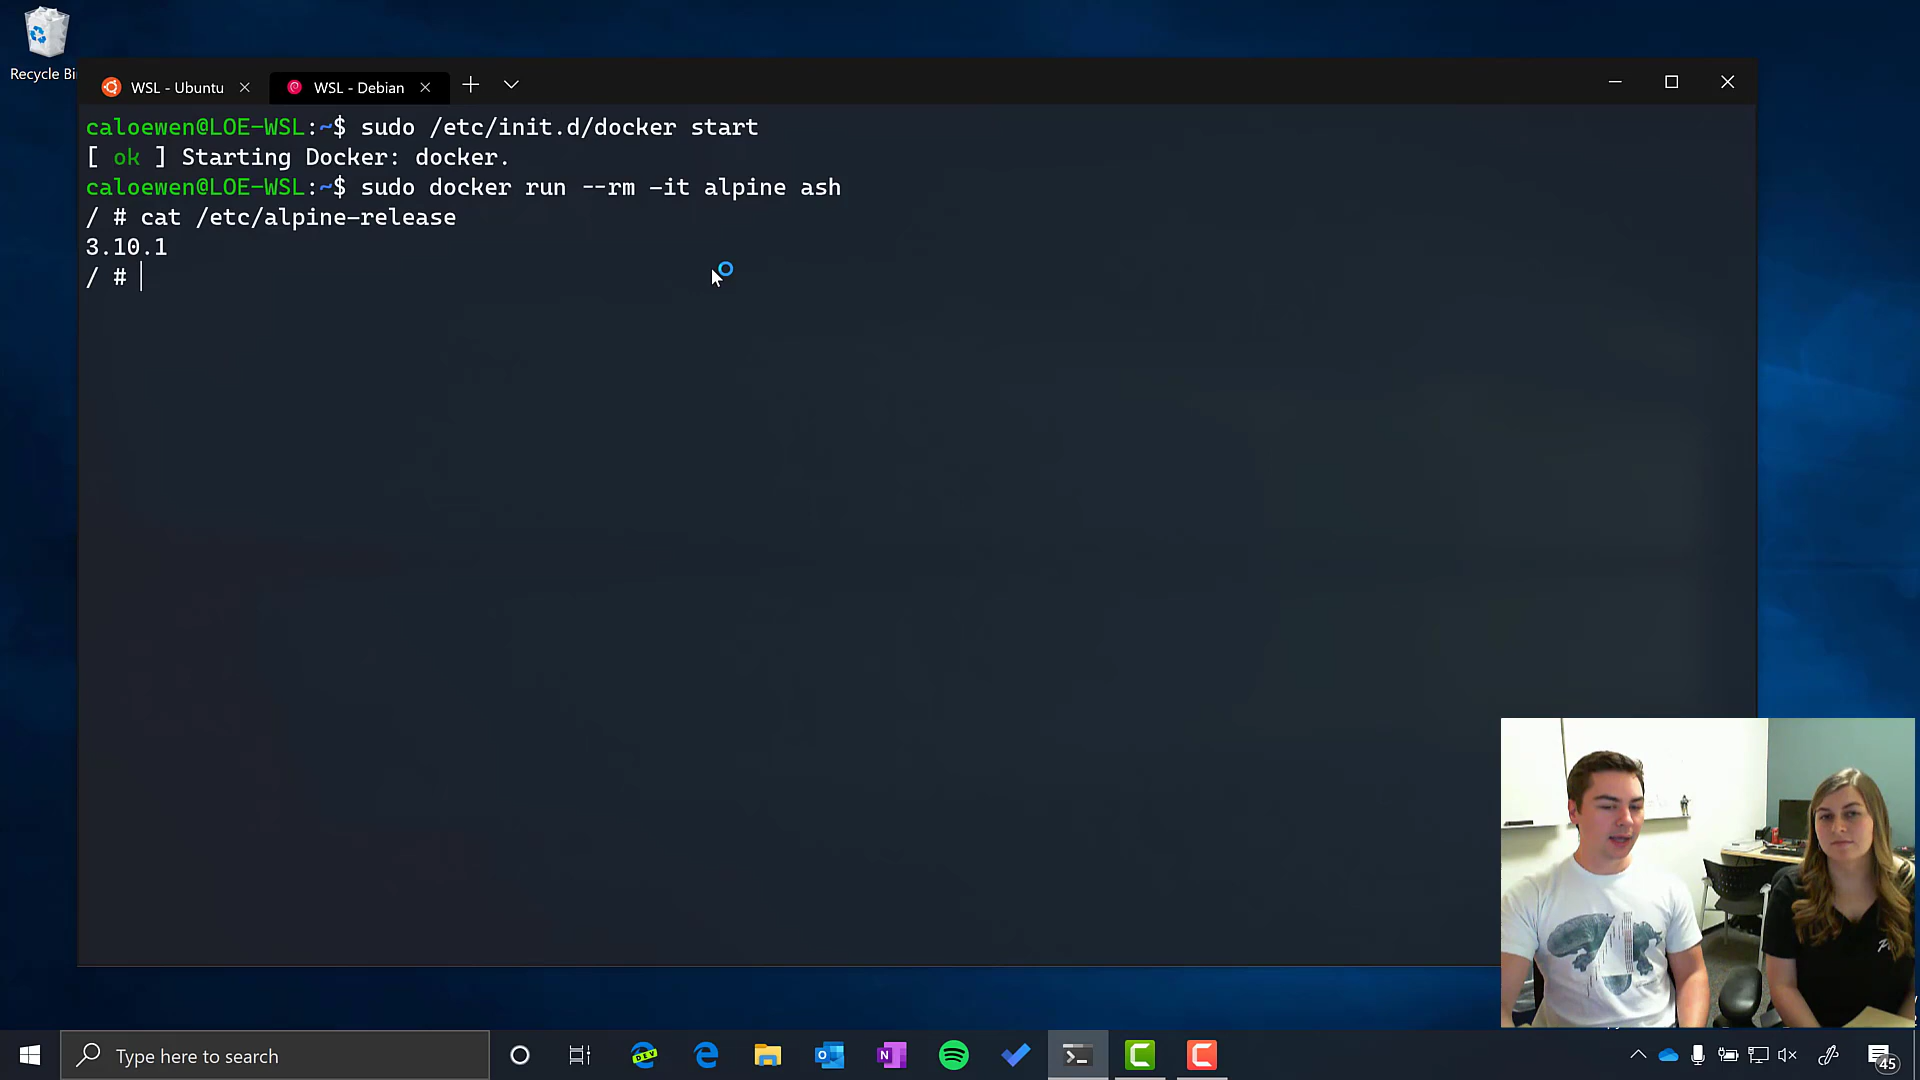 Recycle Bi
WSL - Ubuntu
WSL - Debian
caloewen@LOE-WSL:~$ sudo /etc/init.d/docker start
[ ok ] Starting Docker: docker.
caloewen@LOE-WSL:~$ sudo docker run --rm -it alpine ash
/ # cat /etc/alpine-release
3.10.1
/ #
Type here to search
DEV
45